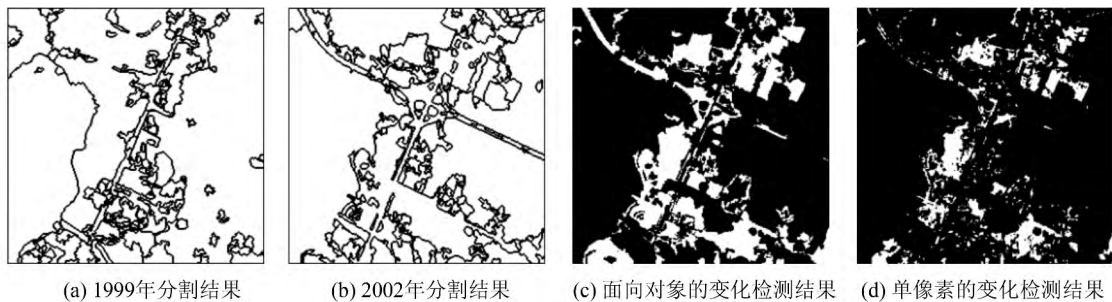 (a) 1999年分割结果
(b) 2002年分割结果
(c) 面向对象的变化检测结果
(d) 单像素的变化检测结果